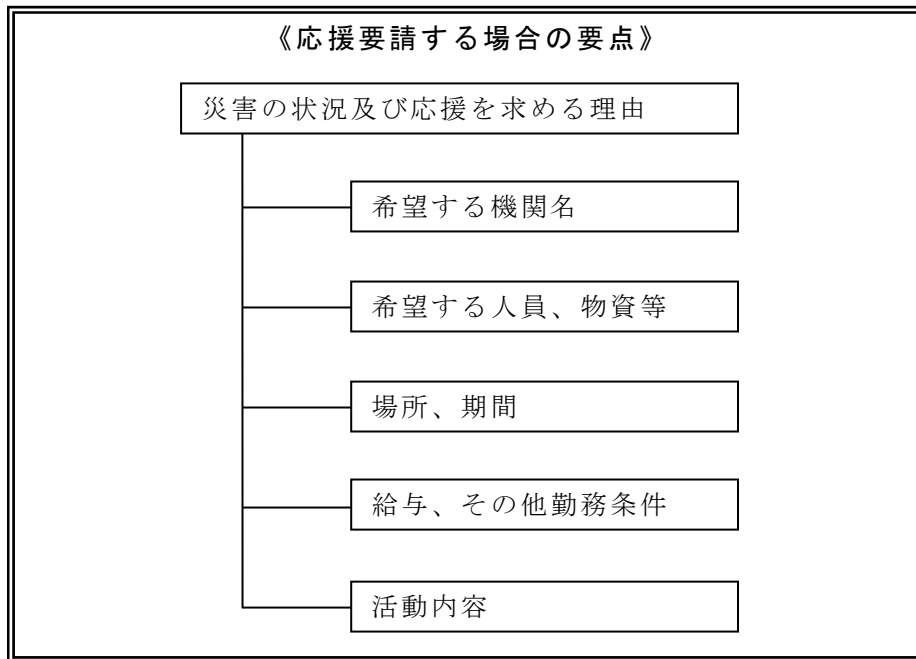 《応援要請する場合の要点》
災害の状況及び応援を求める理由
希望する機関名
希望する人員、物資等
場所、期間
給与、その他勤務条件
活動内容